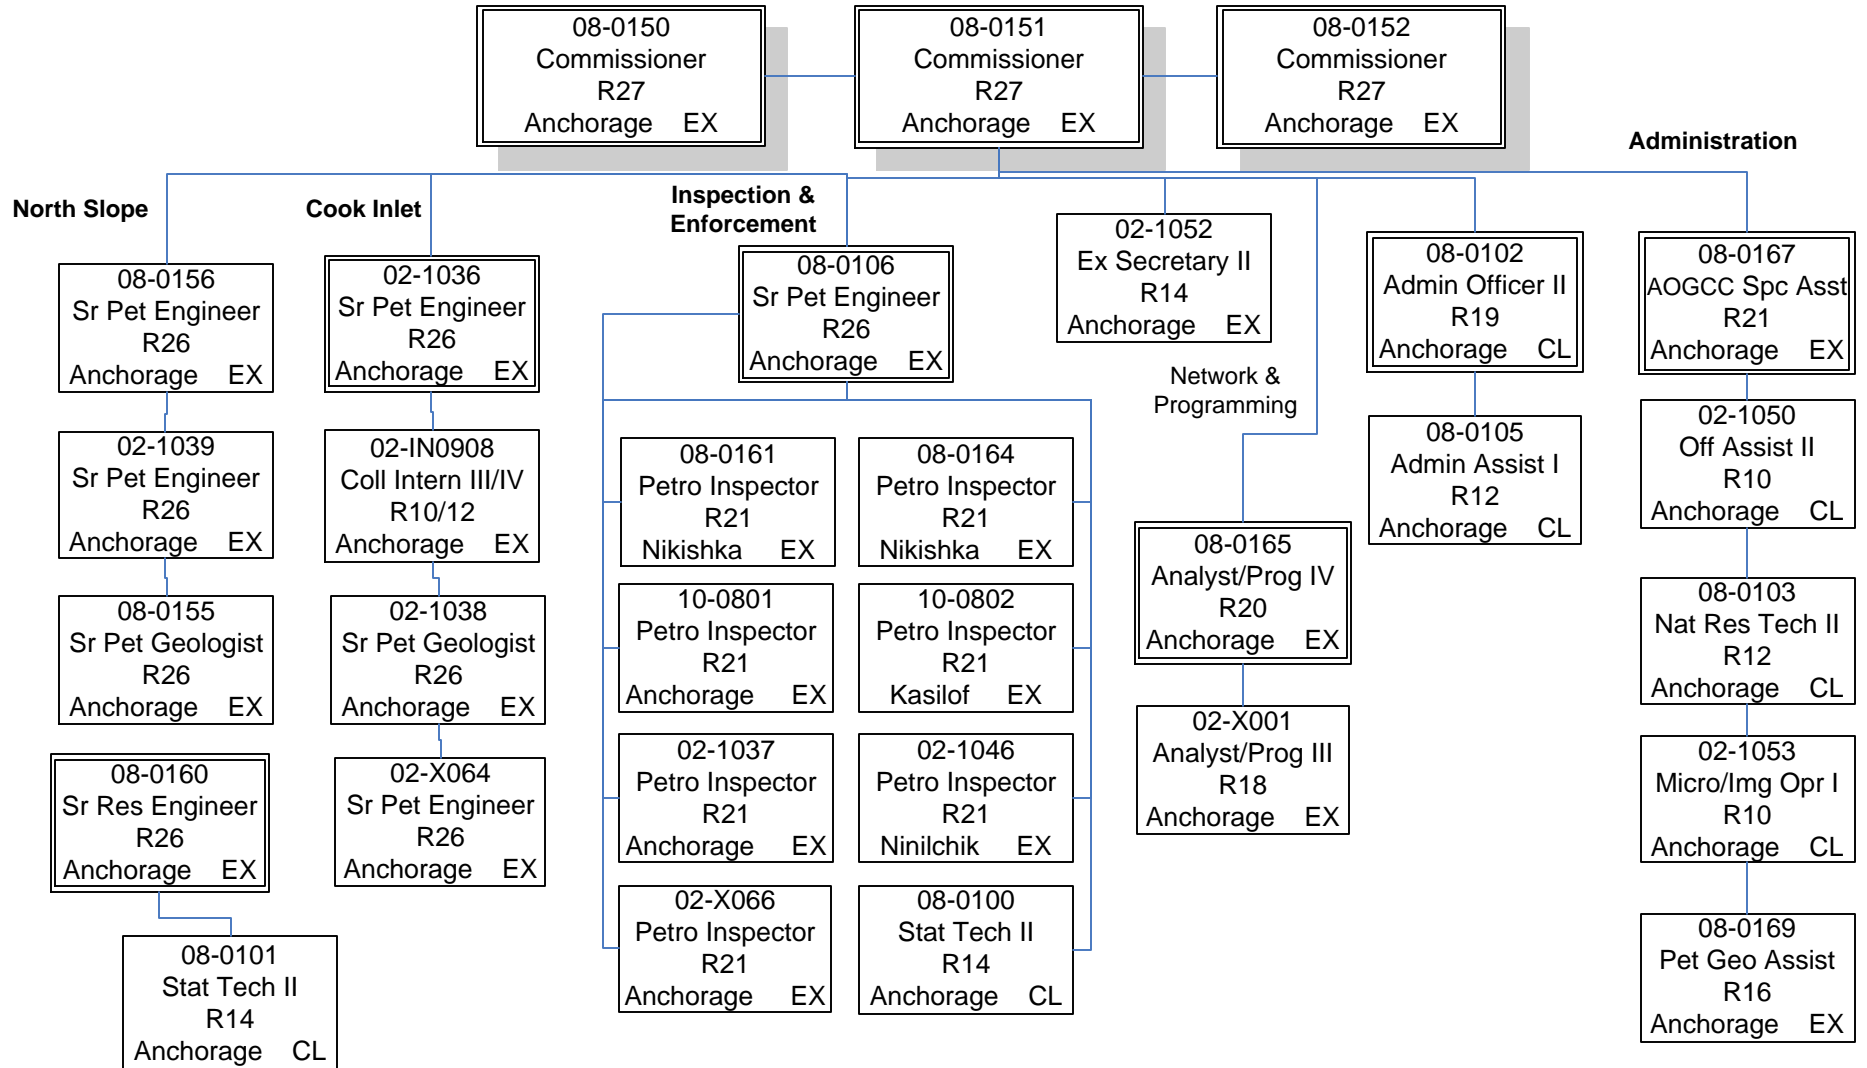 08-0150
Commissioner
R27
Anchorage EX
08-0151
Commissioner
R27
Anchorage EX
08-0152
Commissioner
R27
Anchorage EX
Administration
North Slope
Cook Inlet
Inspection &
Enforcement
08-0156
Sr Pet Engineer
R26
Anchorage EX
02-1039
Sr Pet Engineer
R26
Anchorage EX
08-0155
Sr Pet Geologist
R26
Anchorage EX
08-0160
Sr Res Engineer
R26
Anchorage EX
08-0101
Stat Tech II
R14
Anchorage CL
02-1036
Sr Pet Engineer
R26
Anchorage EX
02-IN0908
Coll Intern III/IV
R10/12
Anchorage EX
02-1038
Sr Pet Geologist
R26
Anchorage EX
02-X064
Sr Pet Engineer
R26
Anchorage EX
08-0106
Sr Pet Engineer
R26
Anchorage EX
08-0161
Petro Inspector
R21
Nikishka EX
08-0164
Petro Inspector
R21
Nikishka EX
10-0801
Petro Inspector
R21
Anchorage EX
10-0802
Petro Inspector
R21
Kasilof EX
02-1037
Petro Inspector
R21
Anchorage EX
02-1046
Petro Inspector
R21
Ninilchik EX
02-X066
Petro Inspector
R21
Anchorage EX
08-0100
Stat Tech II
R14
Anchorage CL
02-1052
Ex Secretary II
R14
Anchorage EX
Network &
Programming
08-0165
Analyst/Prog IV
R20
Anchorage EX
02-X001
Analyst/Prog III
R18
Anchorage EX
08-0102
Admin Officer II
R19
Anchorage CL
08-0105
Admin Assist I
R12
Anchorage CL
08-0167
AOGCC Spc Asst
R21
Anchorage EX
02-1050
Off Assist II
R10
Anchorage CL
08-0103
Nat Res Tech II
R12
Anchorage CL
02-1053
Micro/Img Opr I
R10
Anchorage CL
08-0169
Pet Geo Assist
R16
Anchorage EX